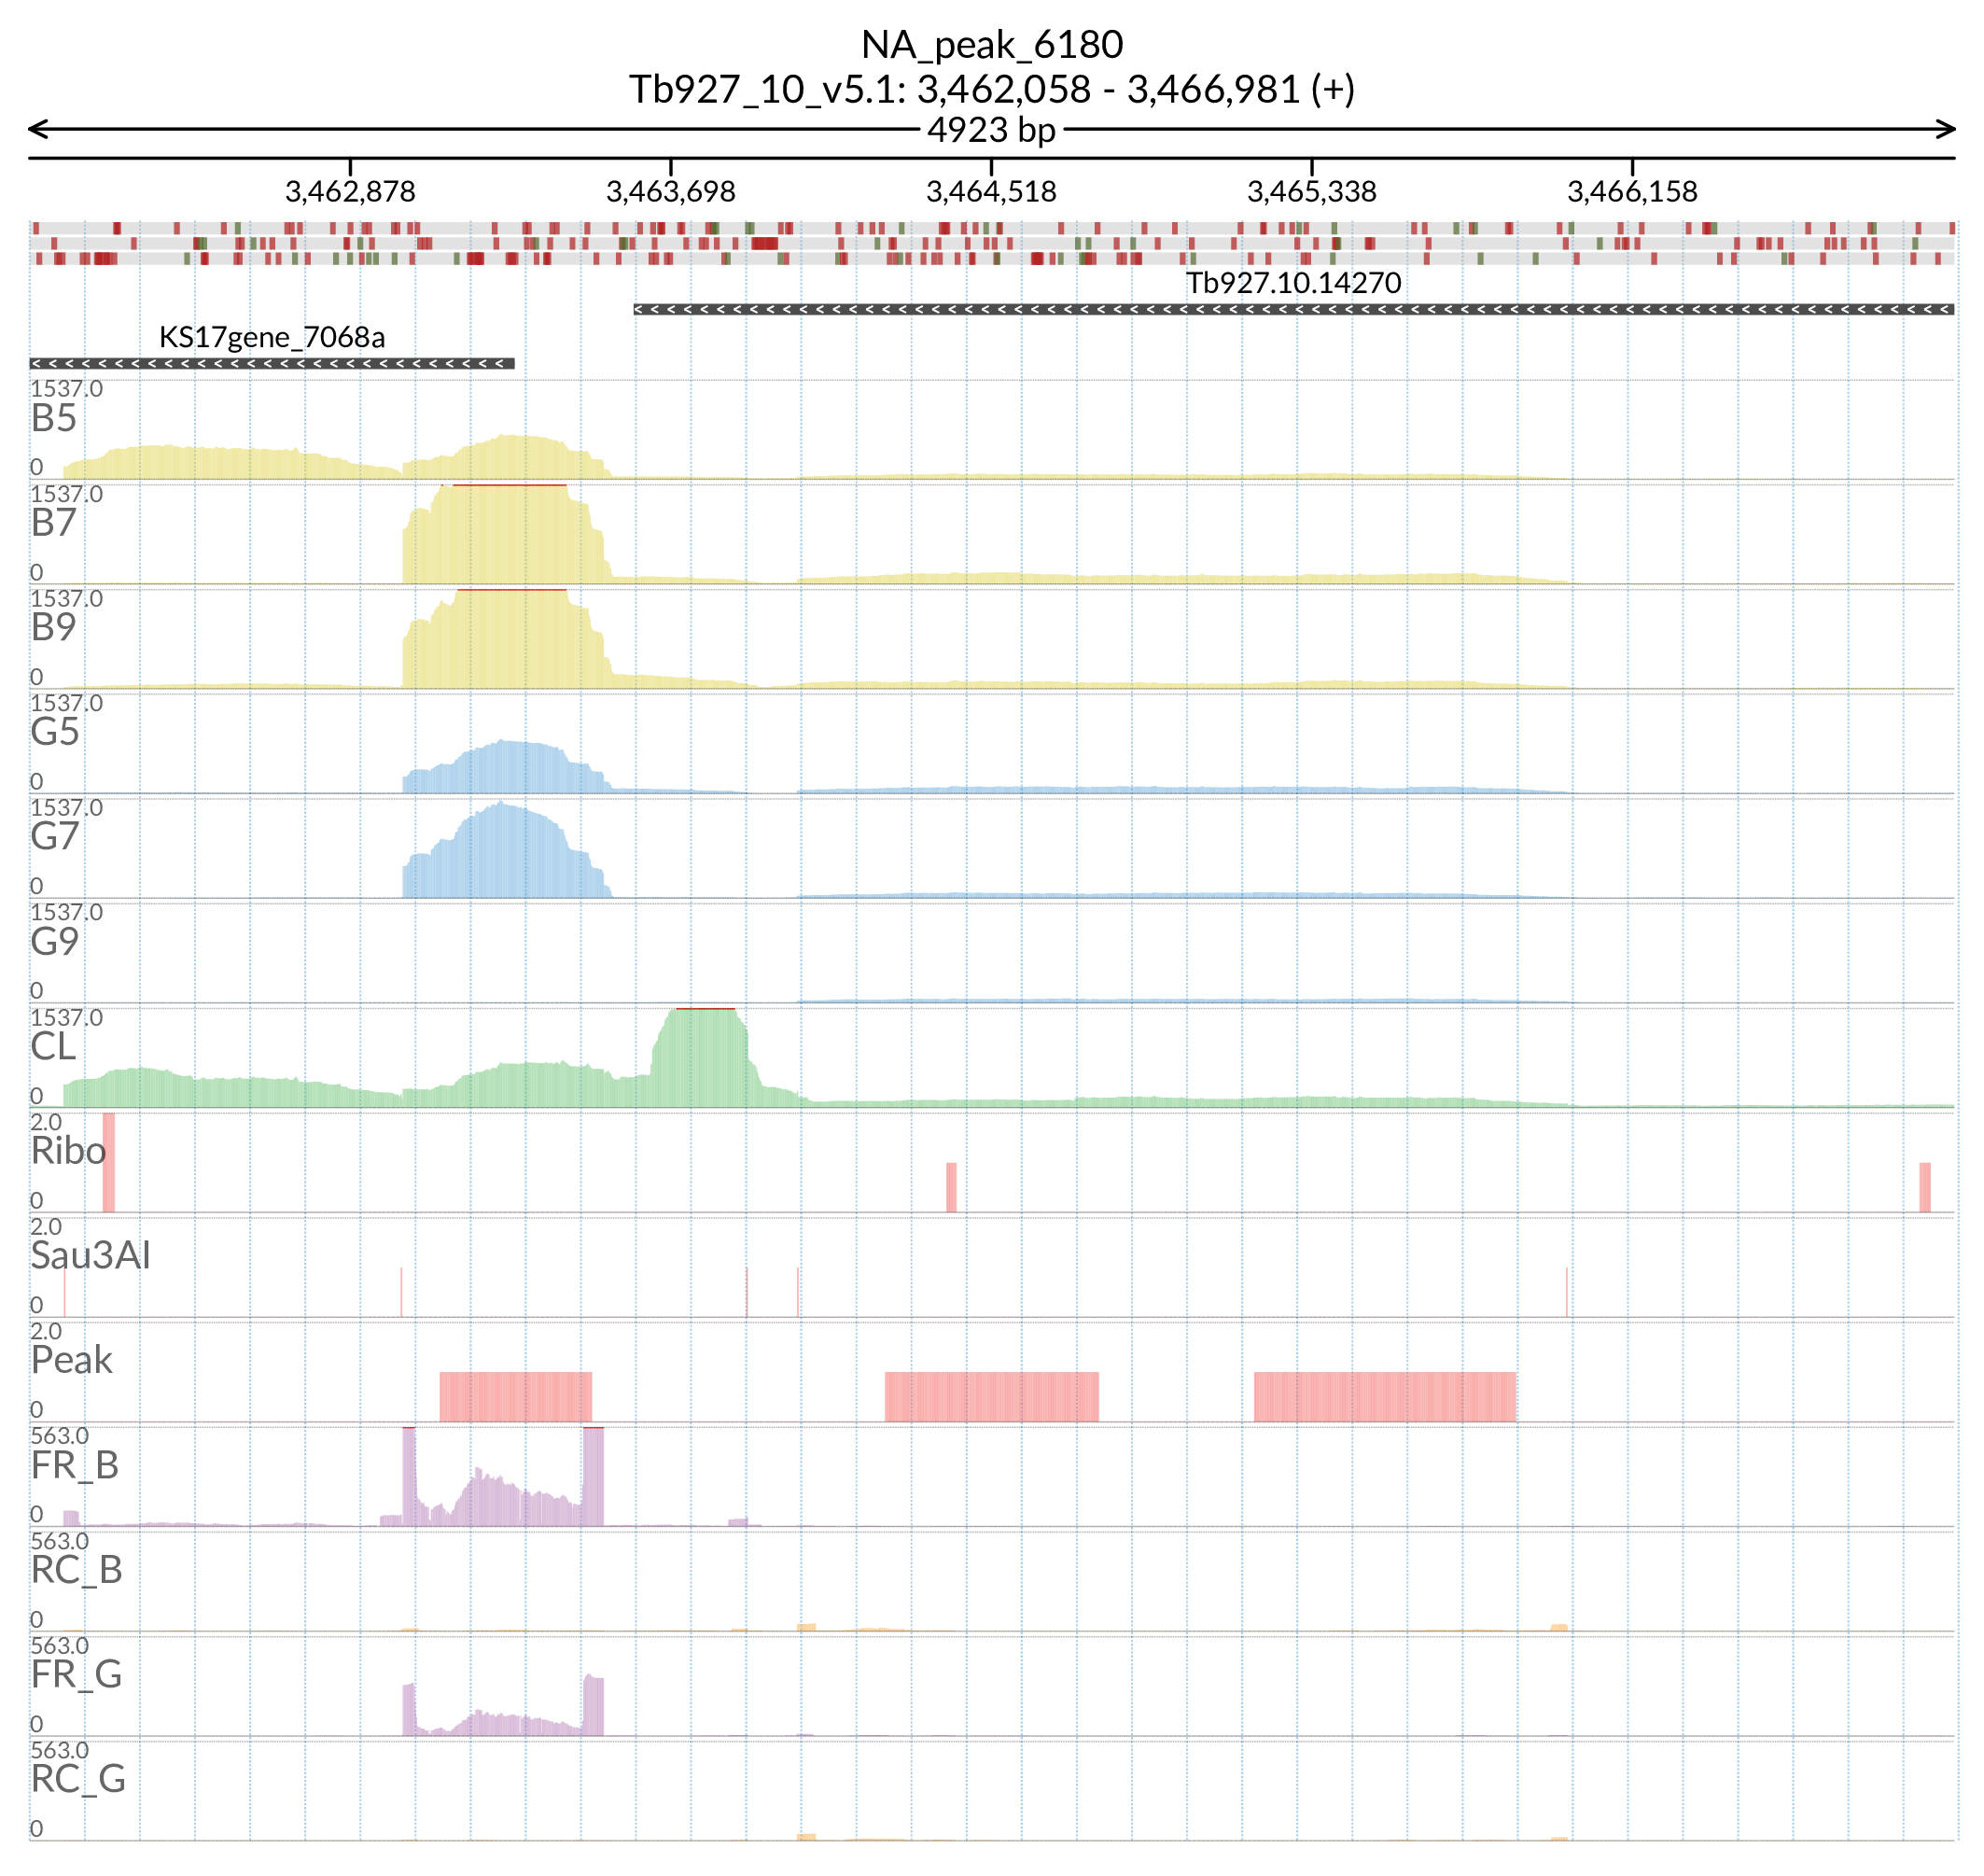 NA_peak_6180
Tb927_10_v5.1: 3,462,058 - 3,466,981 (+)
4923 bp
3,462,878 3,463,698 3,464,518 3,465,338 3,466,158
Tb927.10.14270
KS17gene_7068a
1537.0
B5
0
1537.0
B7
0
1537.0
B9
0
1537.0
G5
0
1537.0
G7
0
1537.0
G9
0
1537.0
CL
0
2.0
Ribo
0
2.0
Sau3AI
0
2.0
Peak
0
563.0
FR_B
0
563.0
RC_B
0
563.0
FR_G
0
563.0
RC_G
0